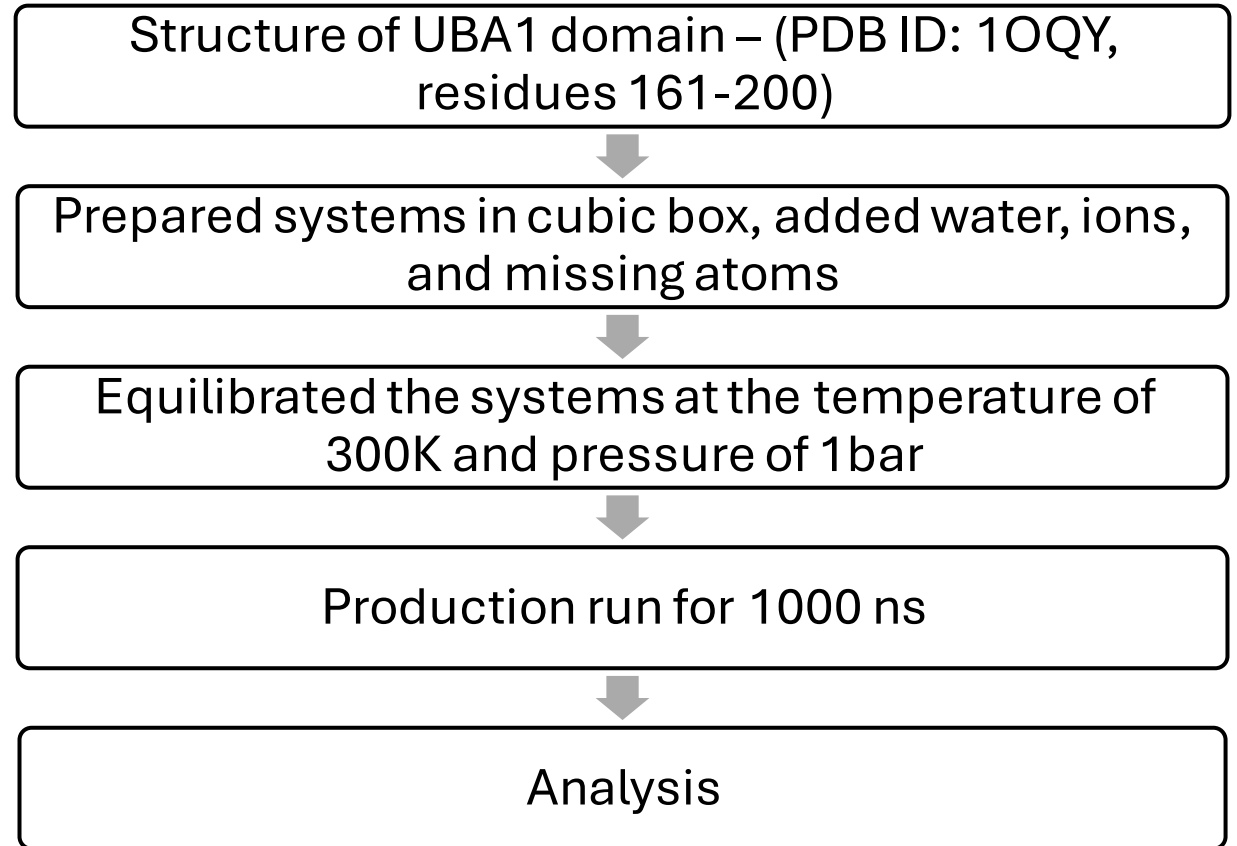 Structure of UBA1 domain – (PDB ID: 1OQY,
residues 161-200)
Prepared systems in cubic box, added water, ions,
and missing atoms
Equilibrated the systems at the temperature of
300K and pressure of 1bar
Production run for 1000 ns
Analysis